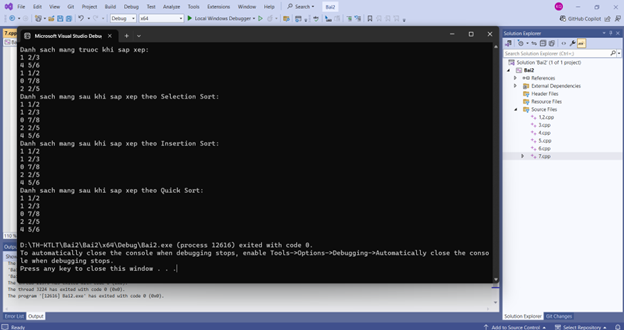 File Edit View Git Project Build Debug Test Analyze Tools Extensions Window Help Search Bai2
Debug x64 Local Windows Debugger GitHub Copilot
7.cpp
Microsoft Visual Studio Debu
Danh sach mang truoc khi sap xep:
1 2/3
4 5/6
1 1/2
0 7/8
2 2/5
Danh sach mang sau khi sap xep theo Selection Sort:
1 1/2
1 2/3
0 7/8
2 2/5
4 5/6
Danh sach mang sau khi sap xep theo Insertion Sort:
1 1/2
1 2/3
0 7/8
2 2/5
4 5/6
Danh sach mang sau khi sap xep theo Quick Sort:
1 1/2
1 2/3
0 7/8
2 2/5
4 5/6
D:\TH-KTLT\Bai2\Bai2\x64\Debug\Bai2.exe (process 12616) exited with code 0.
To automatically close the console when debugging stops, enable Tools->Options->Debugging->Automatically close the conso
le when debugging stops.
Press any key to close this window . . .
Solution Explorer
Search Solution Explorer (Ctrl+;)
Solution 'Bai2' (1 of 1 project)
Bai2
References
External Dependencies
Header Files
Resource Files
Source Files
1,2.cpp
3.cpp
4.cpp
5.cpp
6.cpp
7.cpp
110 %
Output
The thread 3224 has exited with code 0 (0x0).
The program '[12616] Bai2.exe' has exited with code 0 (0x0).
Error List Output
Solution Explorer Git Changes
Ready
Add to Source Control Select Repository